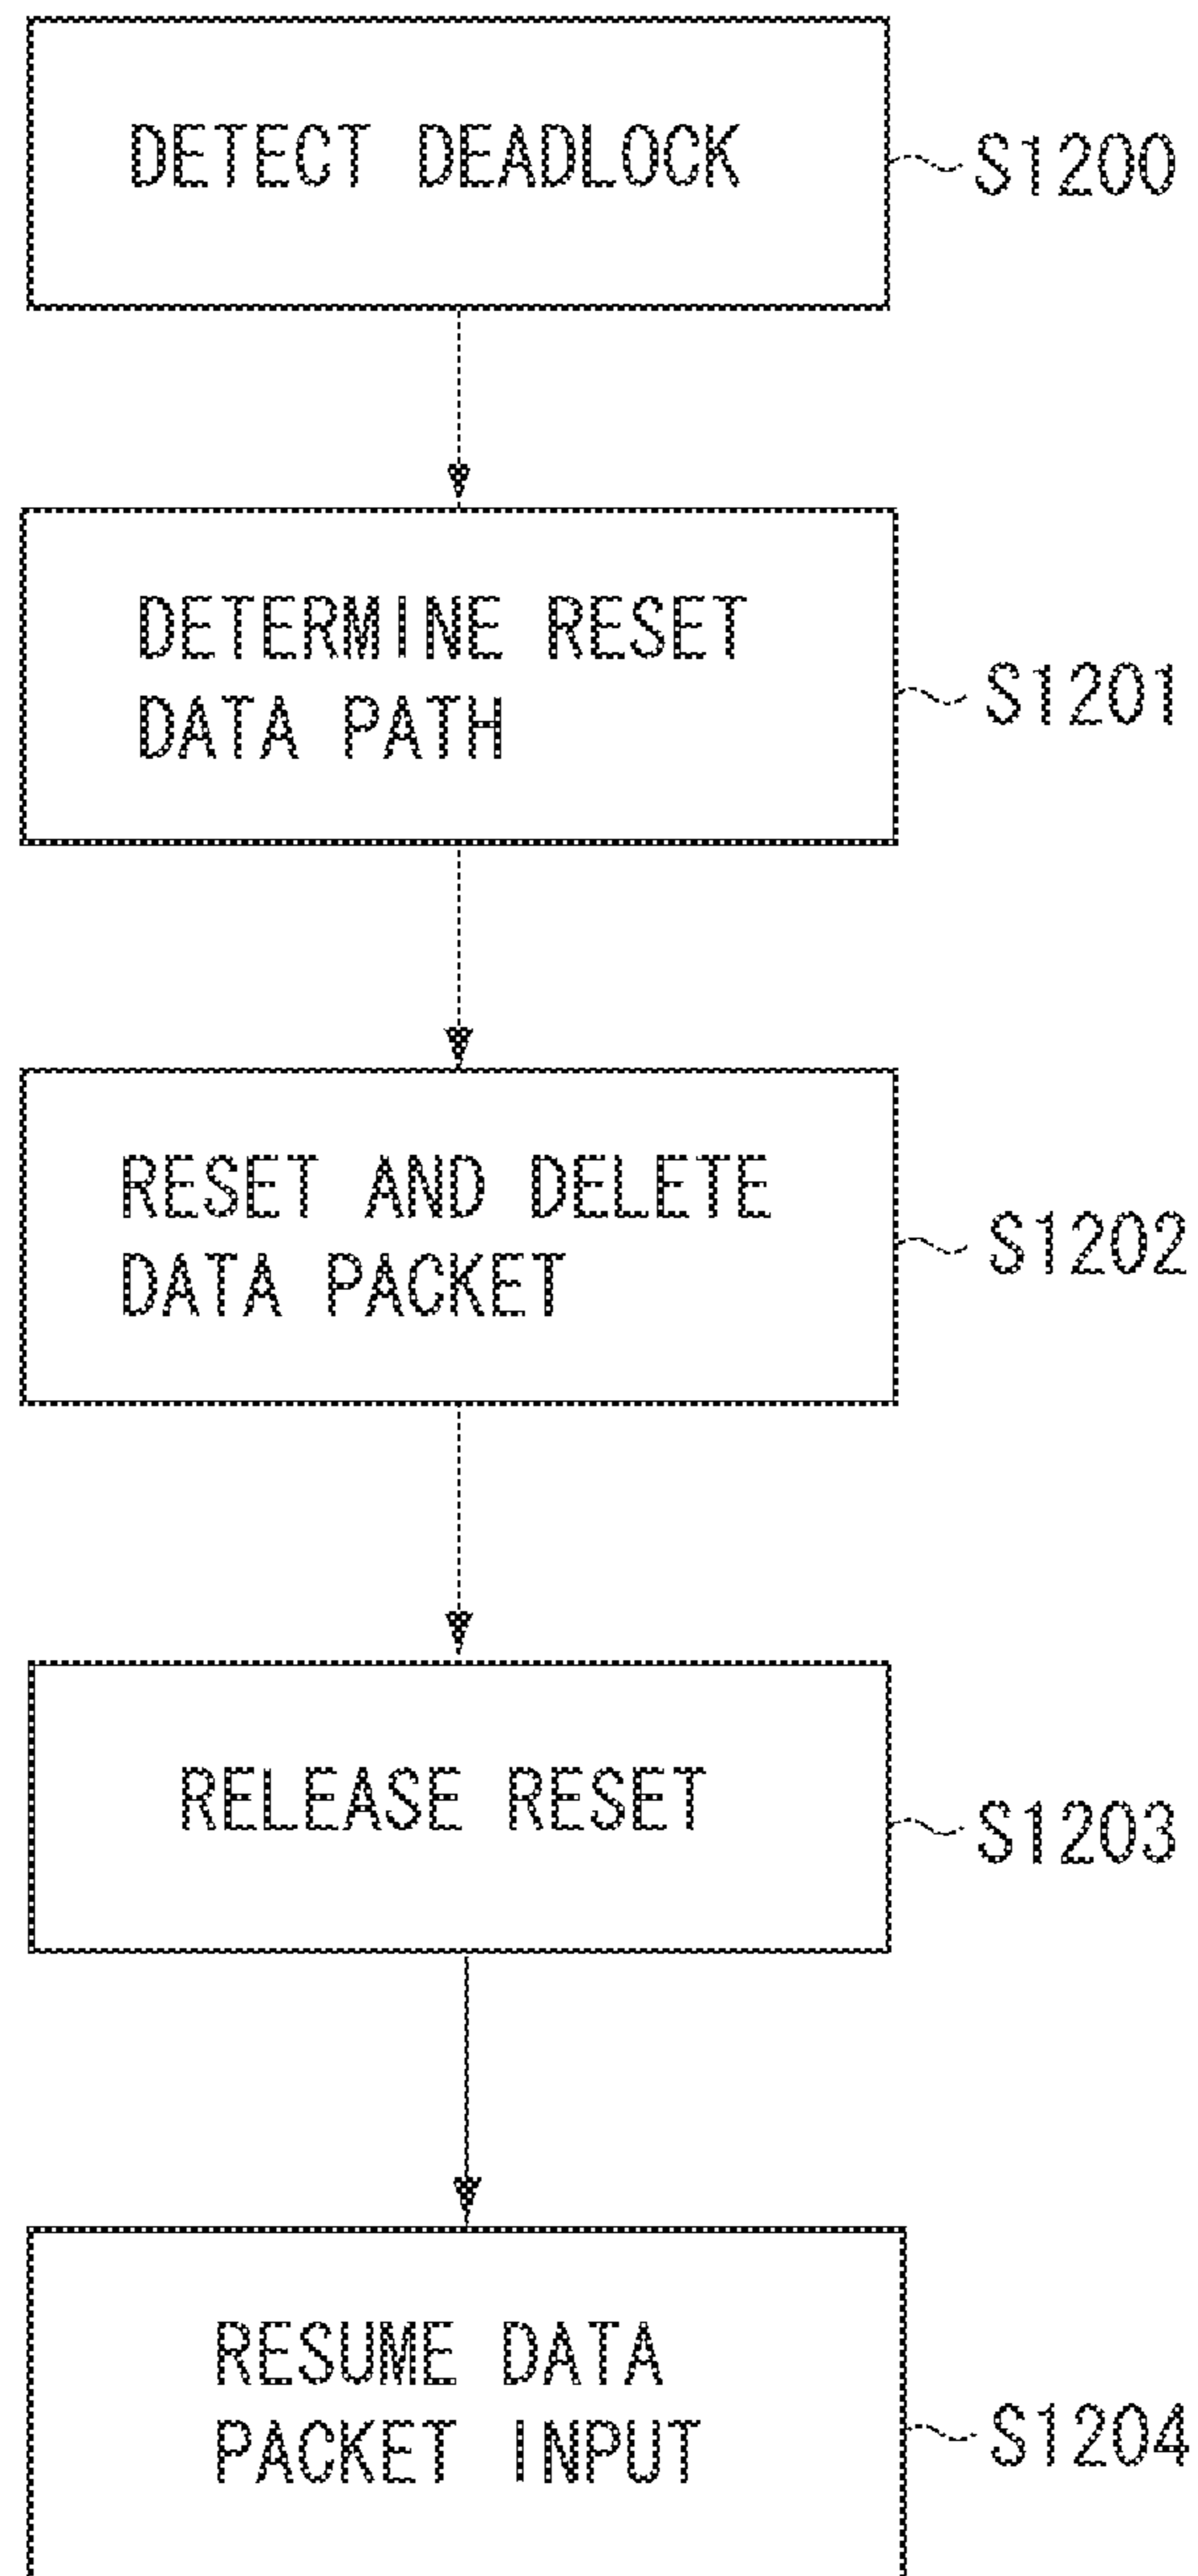 DETECT DEADLOCK
S1200
DETERMINE RESET
DATA PATH
S1201
RESET AND DELETE
DATA PACKET
S1202
RELEASE RESET
S1203
RESUME DATA
PACKET INPUT
S1204